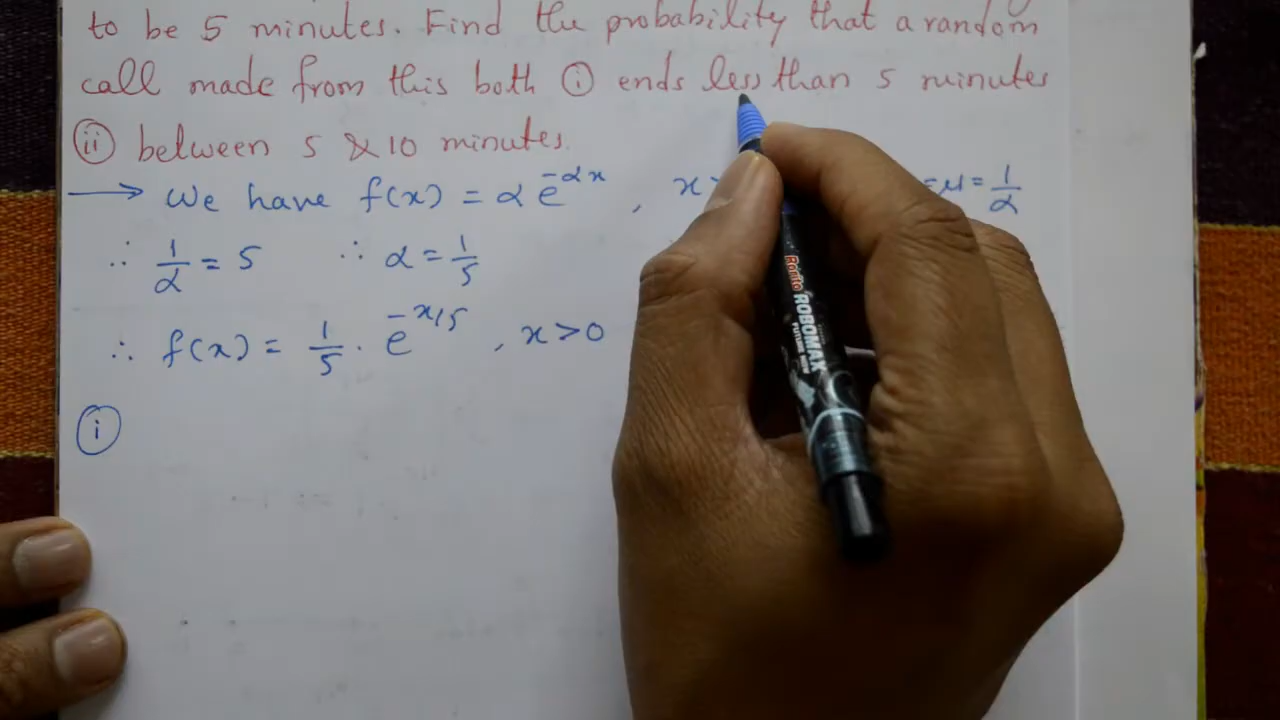 to be 5 minutes. Find the probability that a random
call made from this both (i) ends less than 5 minutes
(ii) between 5 & 10 minutes.
→ We have f(x) = α e^{-αx} , x = μ = 1/α
∴ 1/α = 5 ∴ α = 1/5
∴ f(x) = 1/5 · e^{-x/5} , x > 0
(i)
Rorito ROBOMAX